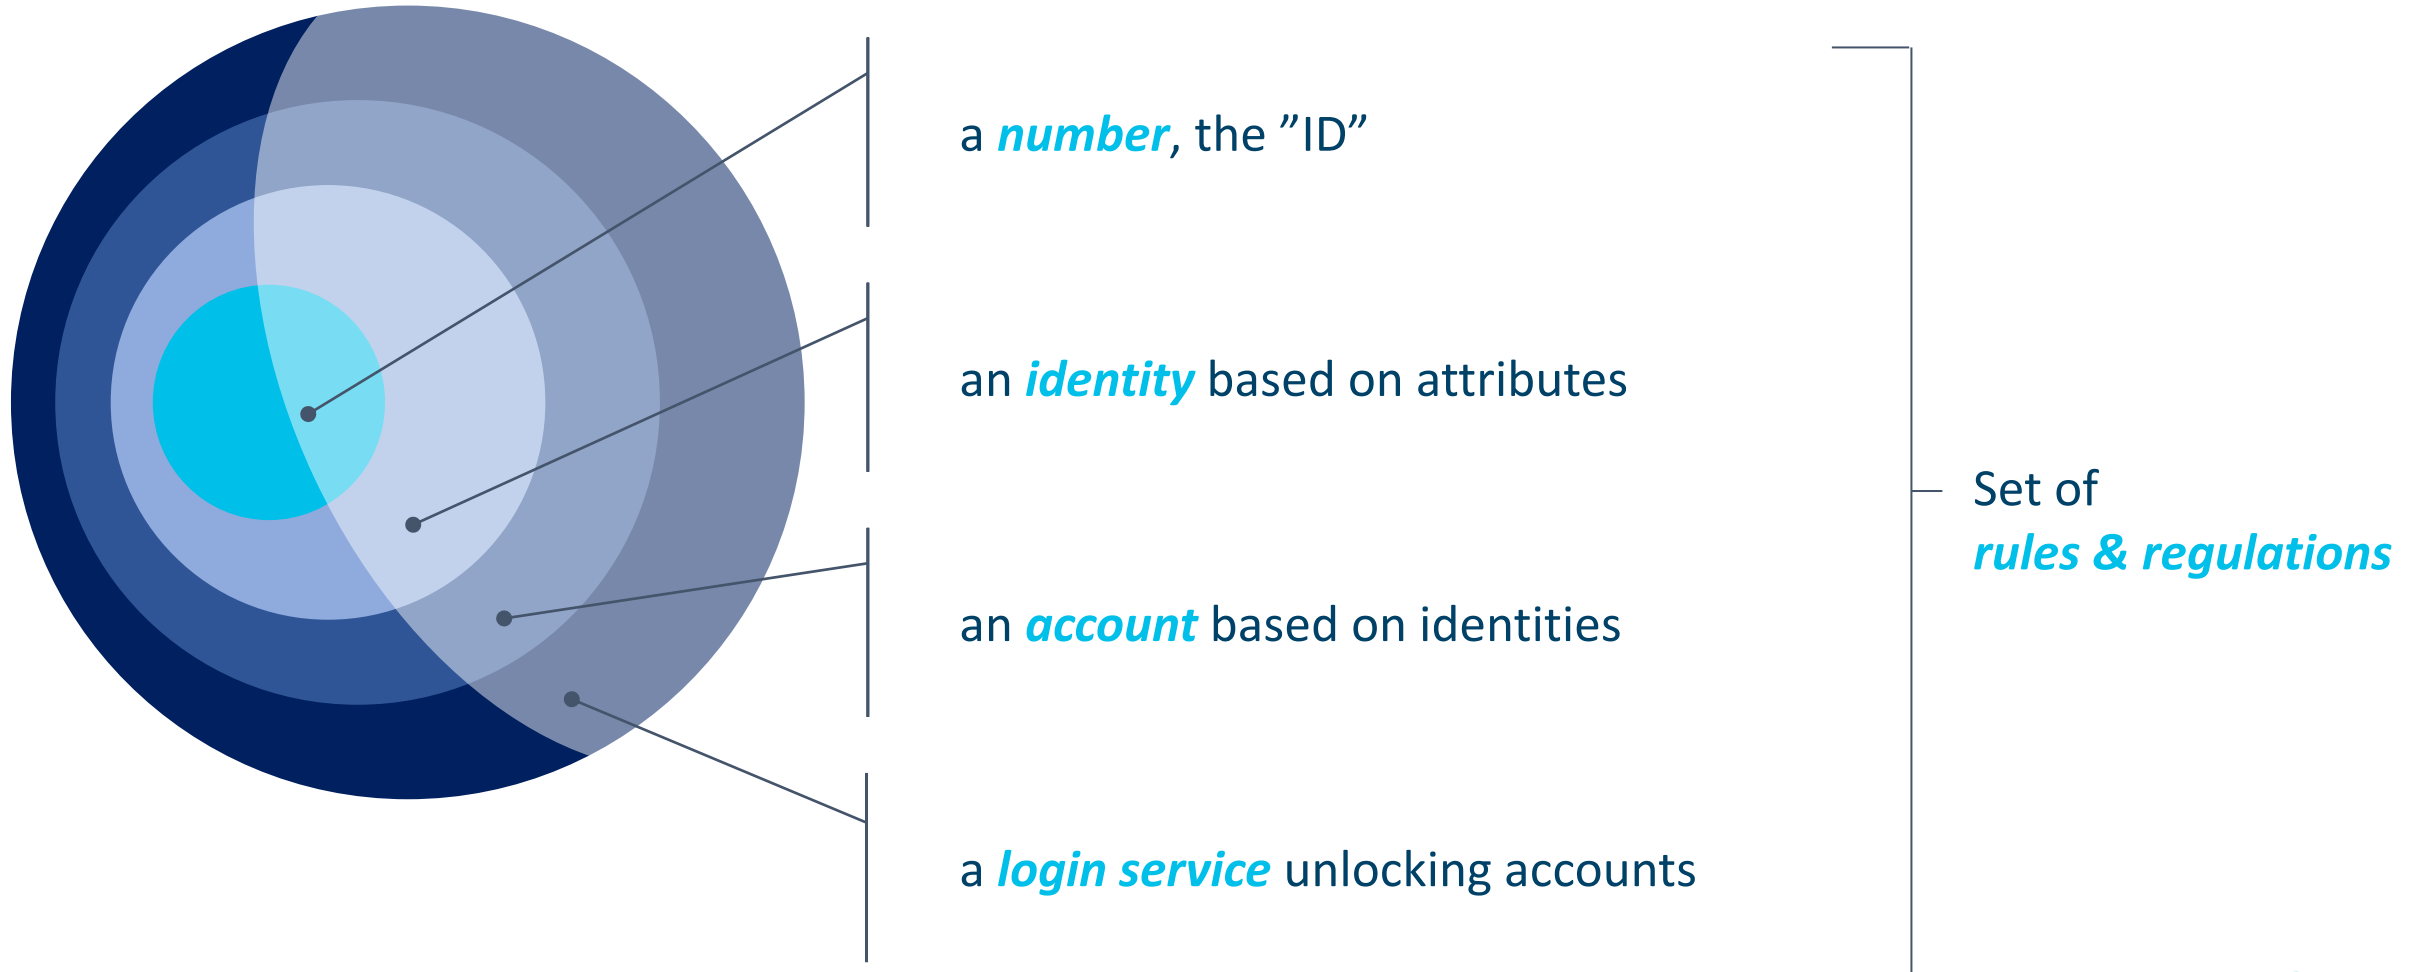 a number, the ”ID”
an identity based on attributes
an account based on identities
a login service unlocking accounts
Set of
rules & regulations